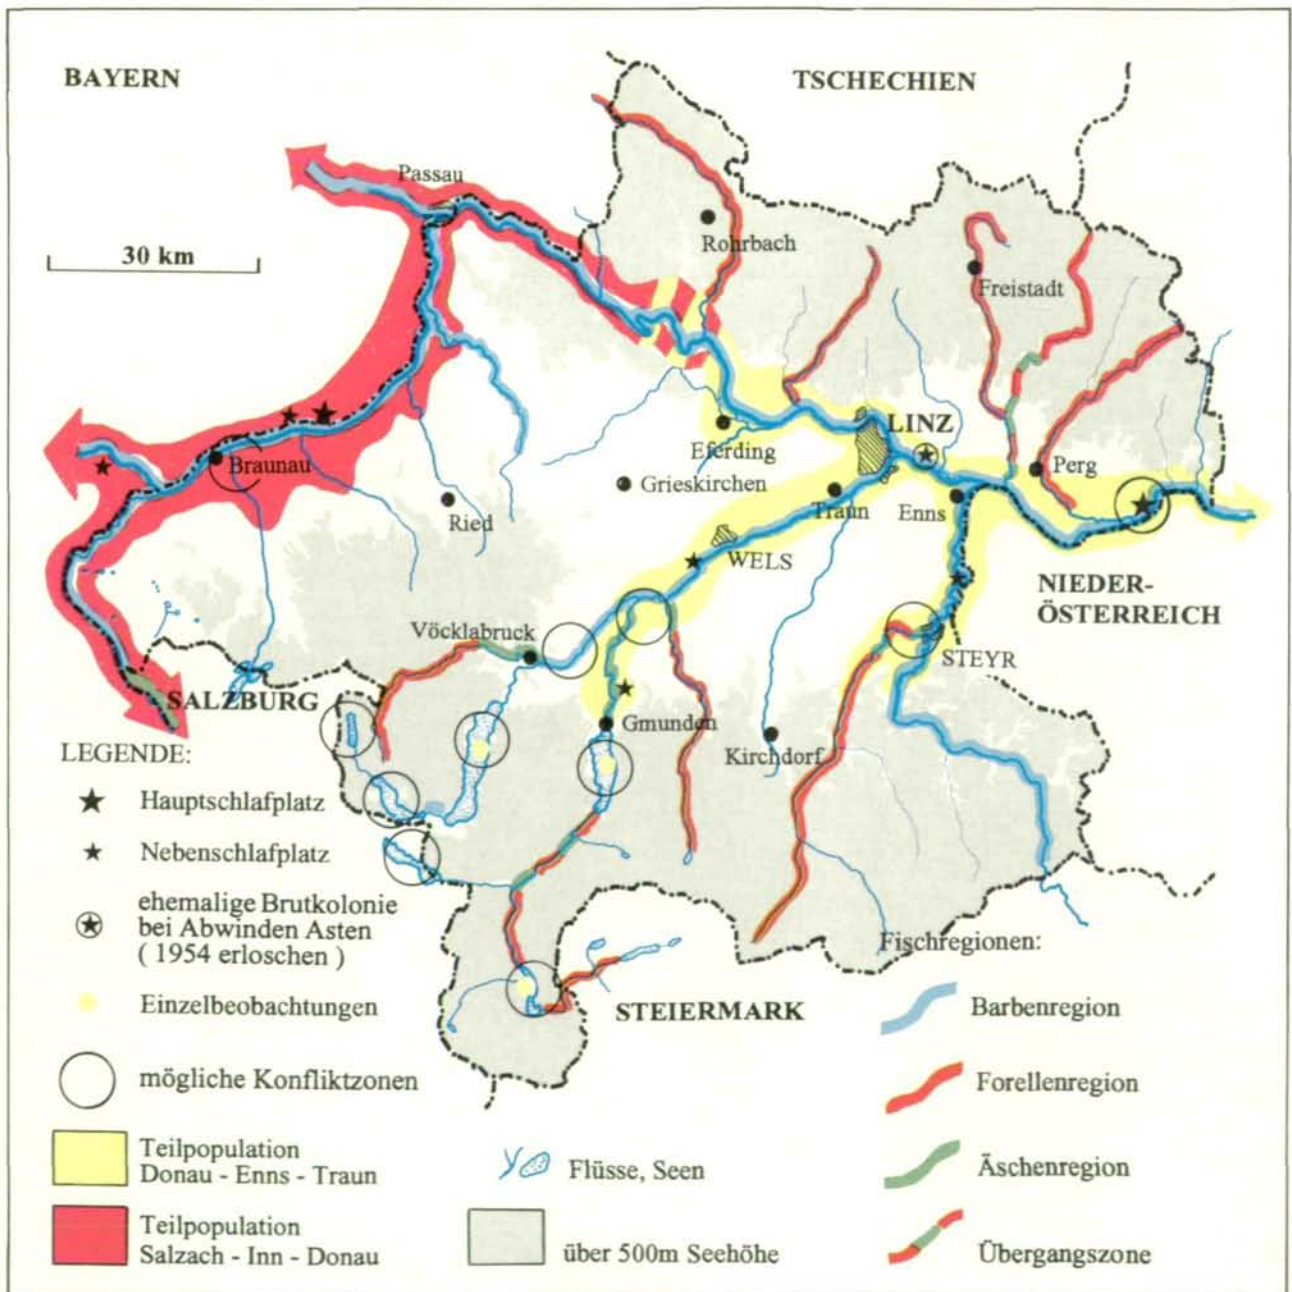 BAYERN
TSCHECHIEN
Passau
Rohrbach
30 km
Freistadt
LINZ
Eferding
Braunau
Perg
Grieskirchen
Ried
Traun
Enns
WELS
NIEDER-
ÖSTERREICH
Vöcklabruck
STEYR
SALZBURG
Gmunden
Kirchdorf
STEIERMARK
LEGENDE:
Hauptschlafplatz
Nebenschlafplatz
ehemalige Brutkolonie
bei Abwinden Asten
( 1954 erloschen )
Einzelbeobachtungen
mögliche Konfliktzonen
Teilpopulation
Donau - Enns - Traun
Teilpopulation
Salzach - Inn - Donau
Flüsse, Seen
über 500m Seehöhe
Fischregionen:
Barbenregion
Forellenregion
Äschenregion
Übergangszone